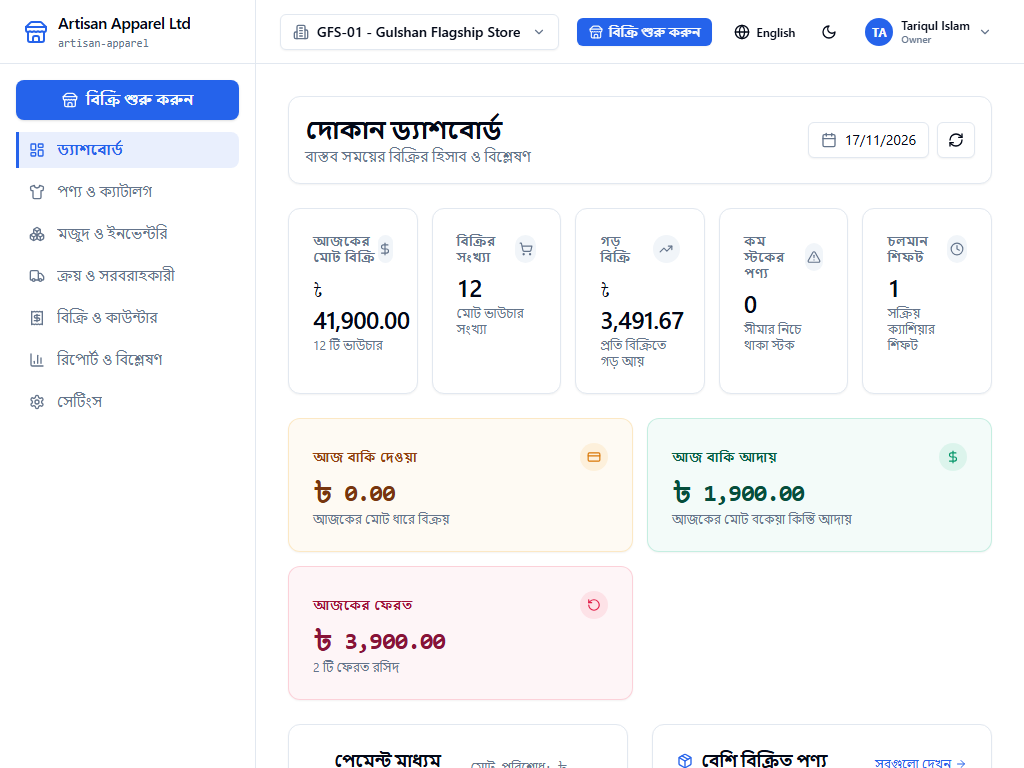 Artisan Apparel Ltd
artisan-apparel
GFS-01 - Gulshan Flagship Store
বিক্রি শুরু করুন
English
TA
Tariqul Islam
Owner
বিক্রি শুরু করুন
ড্যাশবোর্ড
পণ্য ও ক্যাটালগ
মজুদ ও ইনভেন্টরি
ক্রয় ও সরবরাহকারী
বিক্রি ও কাউন্টার
রিপোর্ট ও বিশ্লেষণ
সেটিংস
দোকান ড্যাশবোর্ড
বাস্তব সময়ের বিক্রির হিসাব ও বিশ্লেষণ
17/11/2026
আজকের
মোট বিক্রি
৳
41,900.00
12 টি ভাউচার
বিক্রির
সংখ্যা
12
মোট ভাউচার
সংখ্যা
গড়
বিক্রি
৳
3,491.67
প্রতি বিক্রিতে
গড় আয়
কম
স্টকের
পণ্য
0
সীমার নিচে
থাকা স্টক
চলমান
শিফট
1
সক্রিয়
ক্যাশিয়ার
শিফট
আজ বাকি দেওয়া
৳ 0.00
আজকের মোট ধারে বিক্রয়
আজ বাকি আদায়
৳ 1,900.00
আজকের মোট বকেয়া কিস্তি আদায়
আজকের ফেরত
৳ 3,900.00
2 টি ফেরত রসিদ
পেমেন্ট মাধ্যম
মোট পরিশোধ: ৳
বেশি বিক্রিত পণ্য
সবগুলো দেখুন →